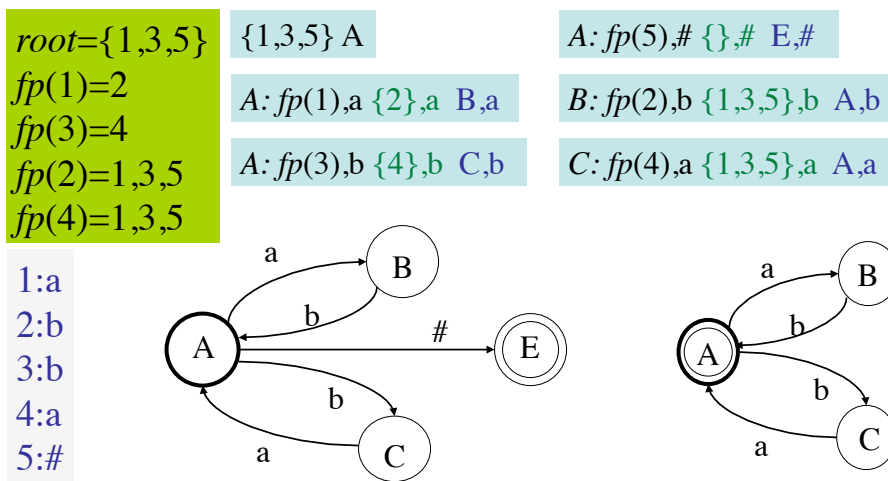 root={1,3,5}
fp(1)=2
fp(3)=4
fp(2)=1,3,5
fp(4)=1,3,5
{1,3,5} A
A: fp(1),a {2},a B,a
A: fp(3),b {4},b C,b
A: fp(5),# {},# E,#
B: fp(2),b {1,3,5},b A,b
C: fp(4),a {1,3,5},a A,a
1:a
2:b
3:b
4:a
5:#
a
B
b
#
A
E
b
a
C
a
B
b
A
b
a
C